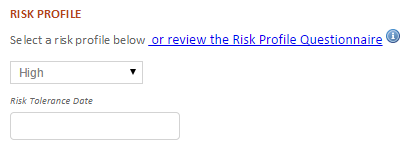 RISK PROFILE
Select a risk profile below or review the Risk Profile Questionnaire
High
Risk Tolerance Date